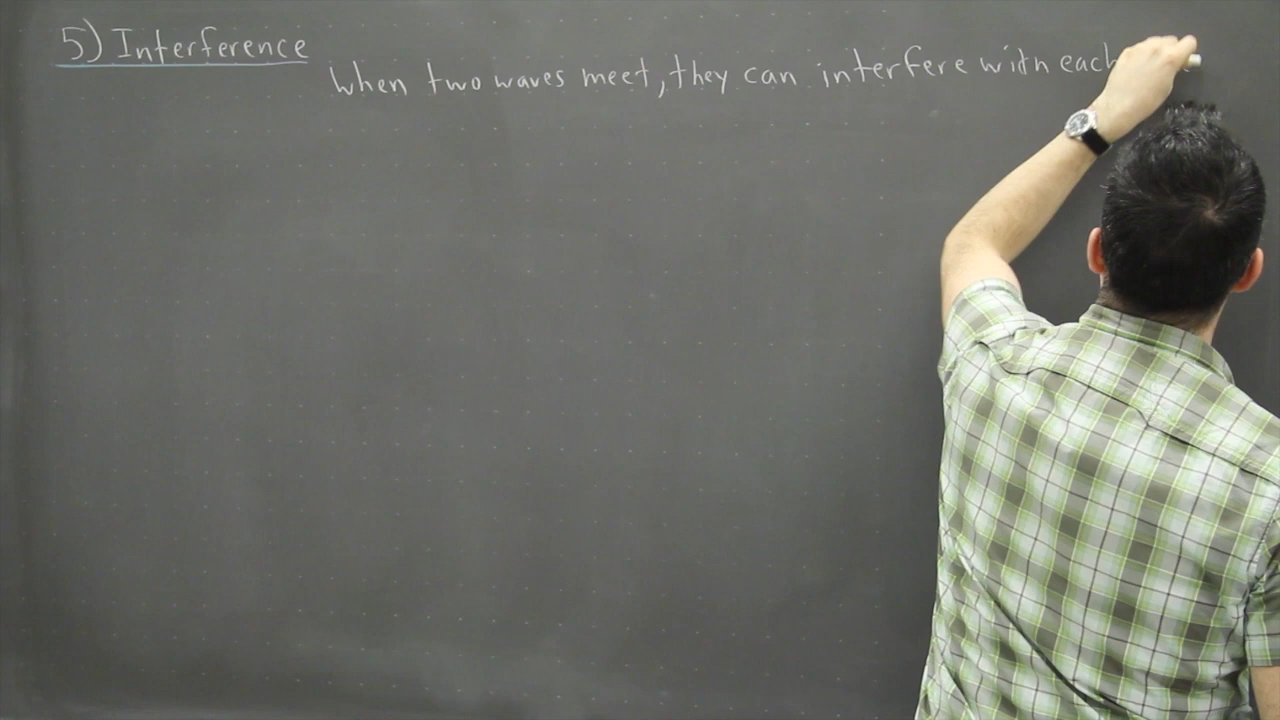 5) Interference
When two waves meet, they can interfere with each